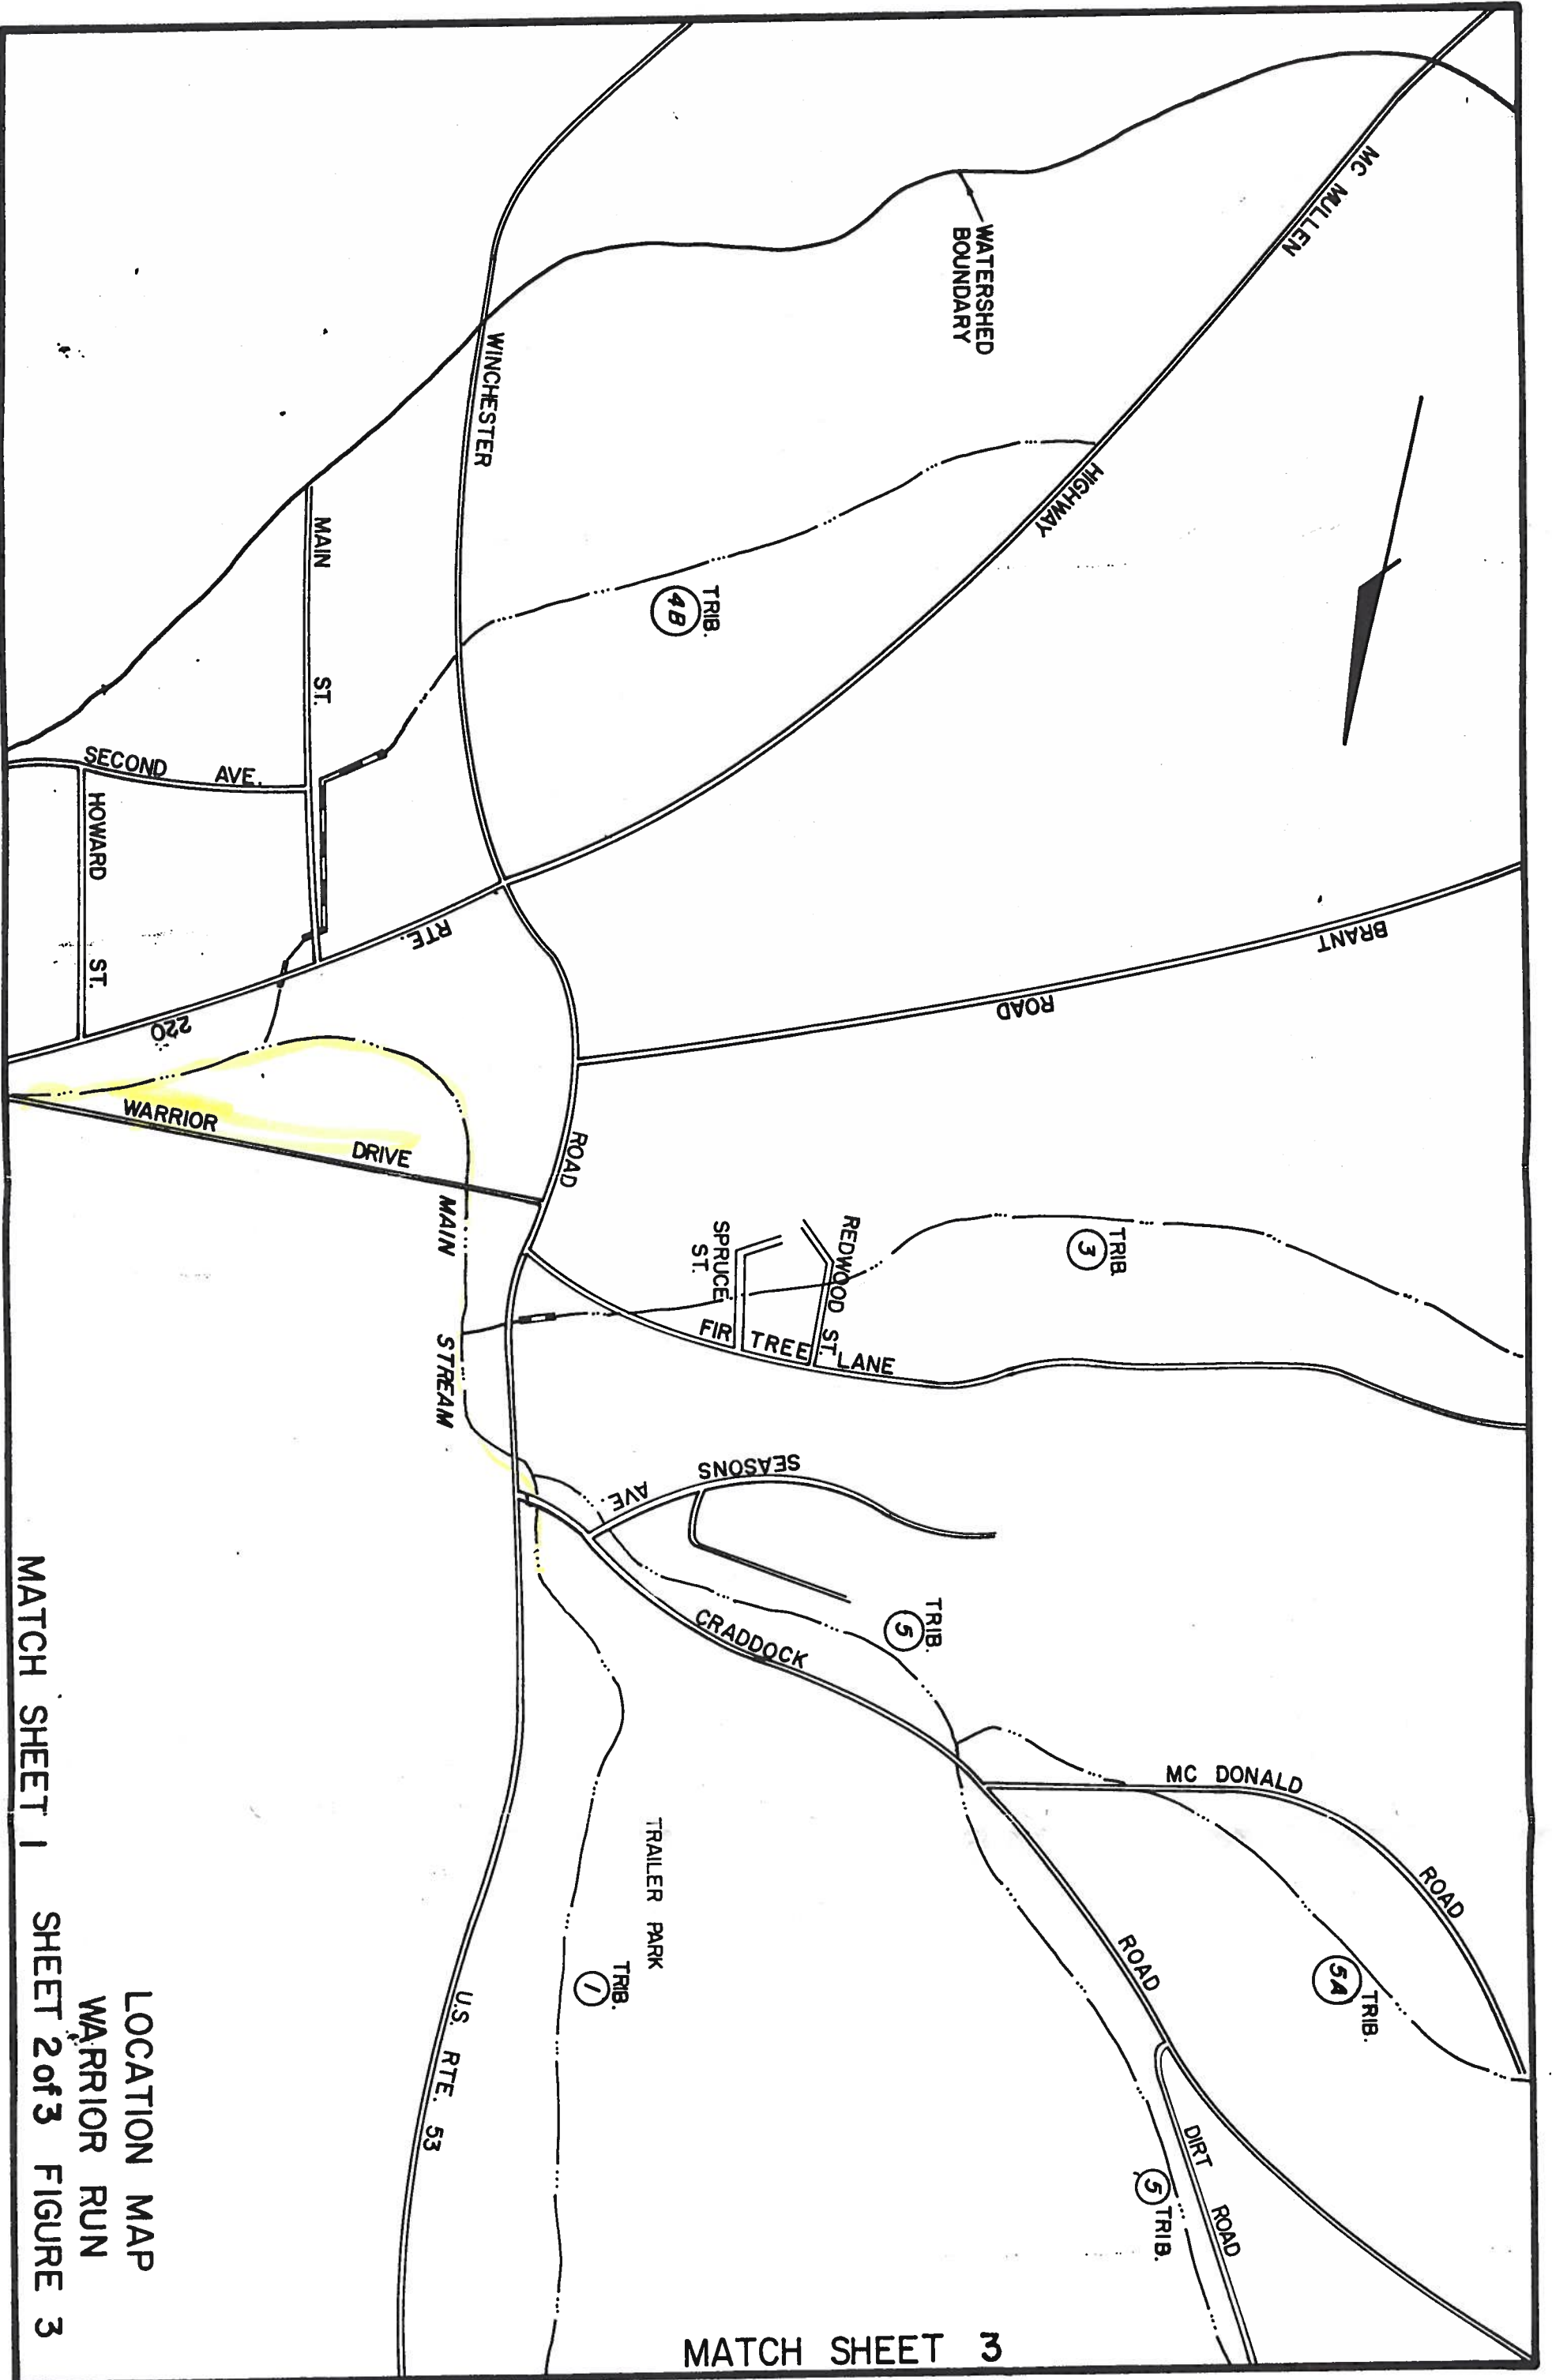 MC MULLEN
HIGHWAY
WATERSHED
BOUNDARY
WINCHESTER
ROAD
MAIN ST.
TRIB.
4B
SECOND AVE.
HOWARD ST.
RTE.
220
BRANT
ROAD
WARRIOR DRIVE
MAIN STREAM
SPRUCE
ST.
REDWOOD ST.
FIR TREE LANE
TRIB.
3
SEASONS
AVE.
CRADDOCK
ROAD
TRIB.
5
MC DONALD
ROAD
TRIB.
5A
TRAILER PARK
TRIB.
1
U.S. RTE. 53
DIRT ROAD
5 TRIB.
MATCH SHEET 1
MATCH SHEET 3
LOCATION MAP
WARRIOR RUN
SHEET 2 of 3 FIGURE 3